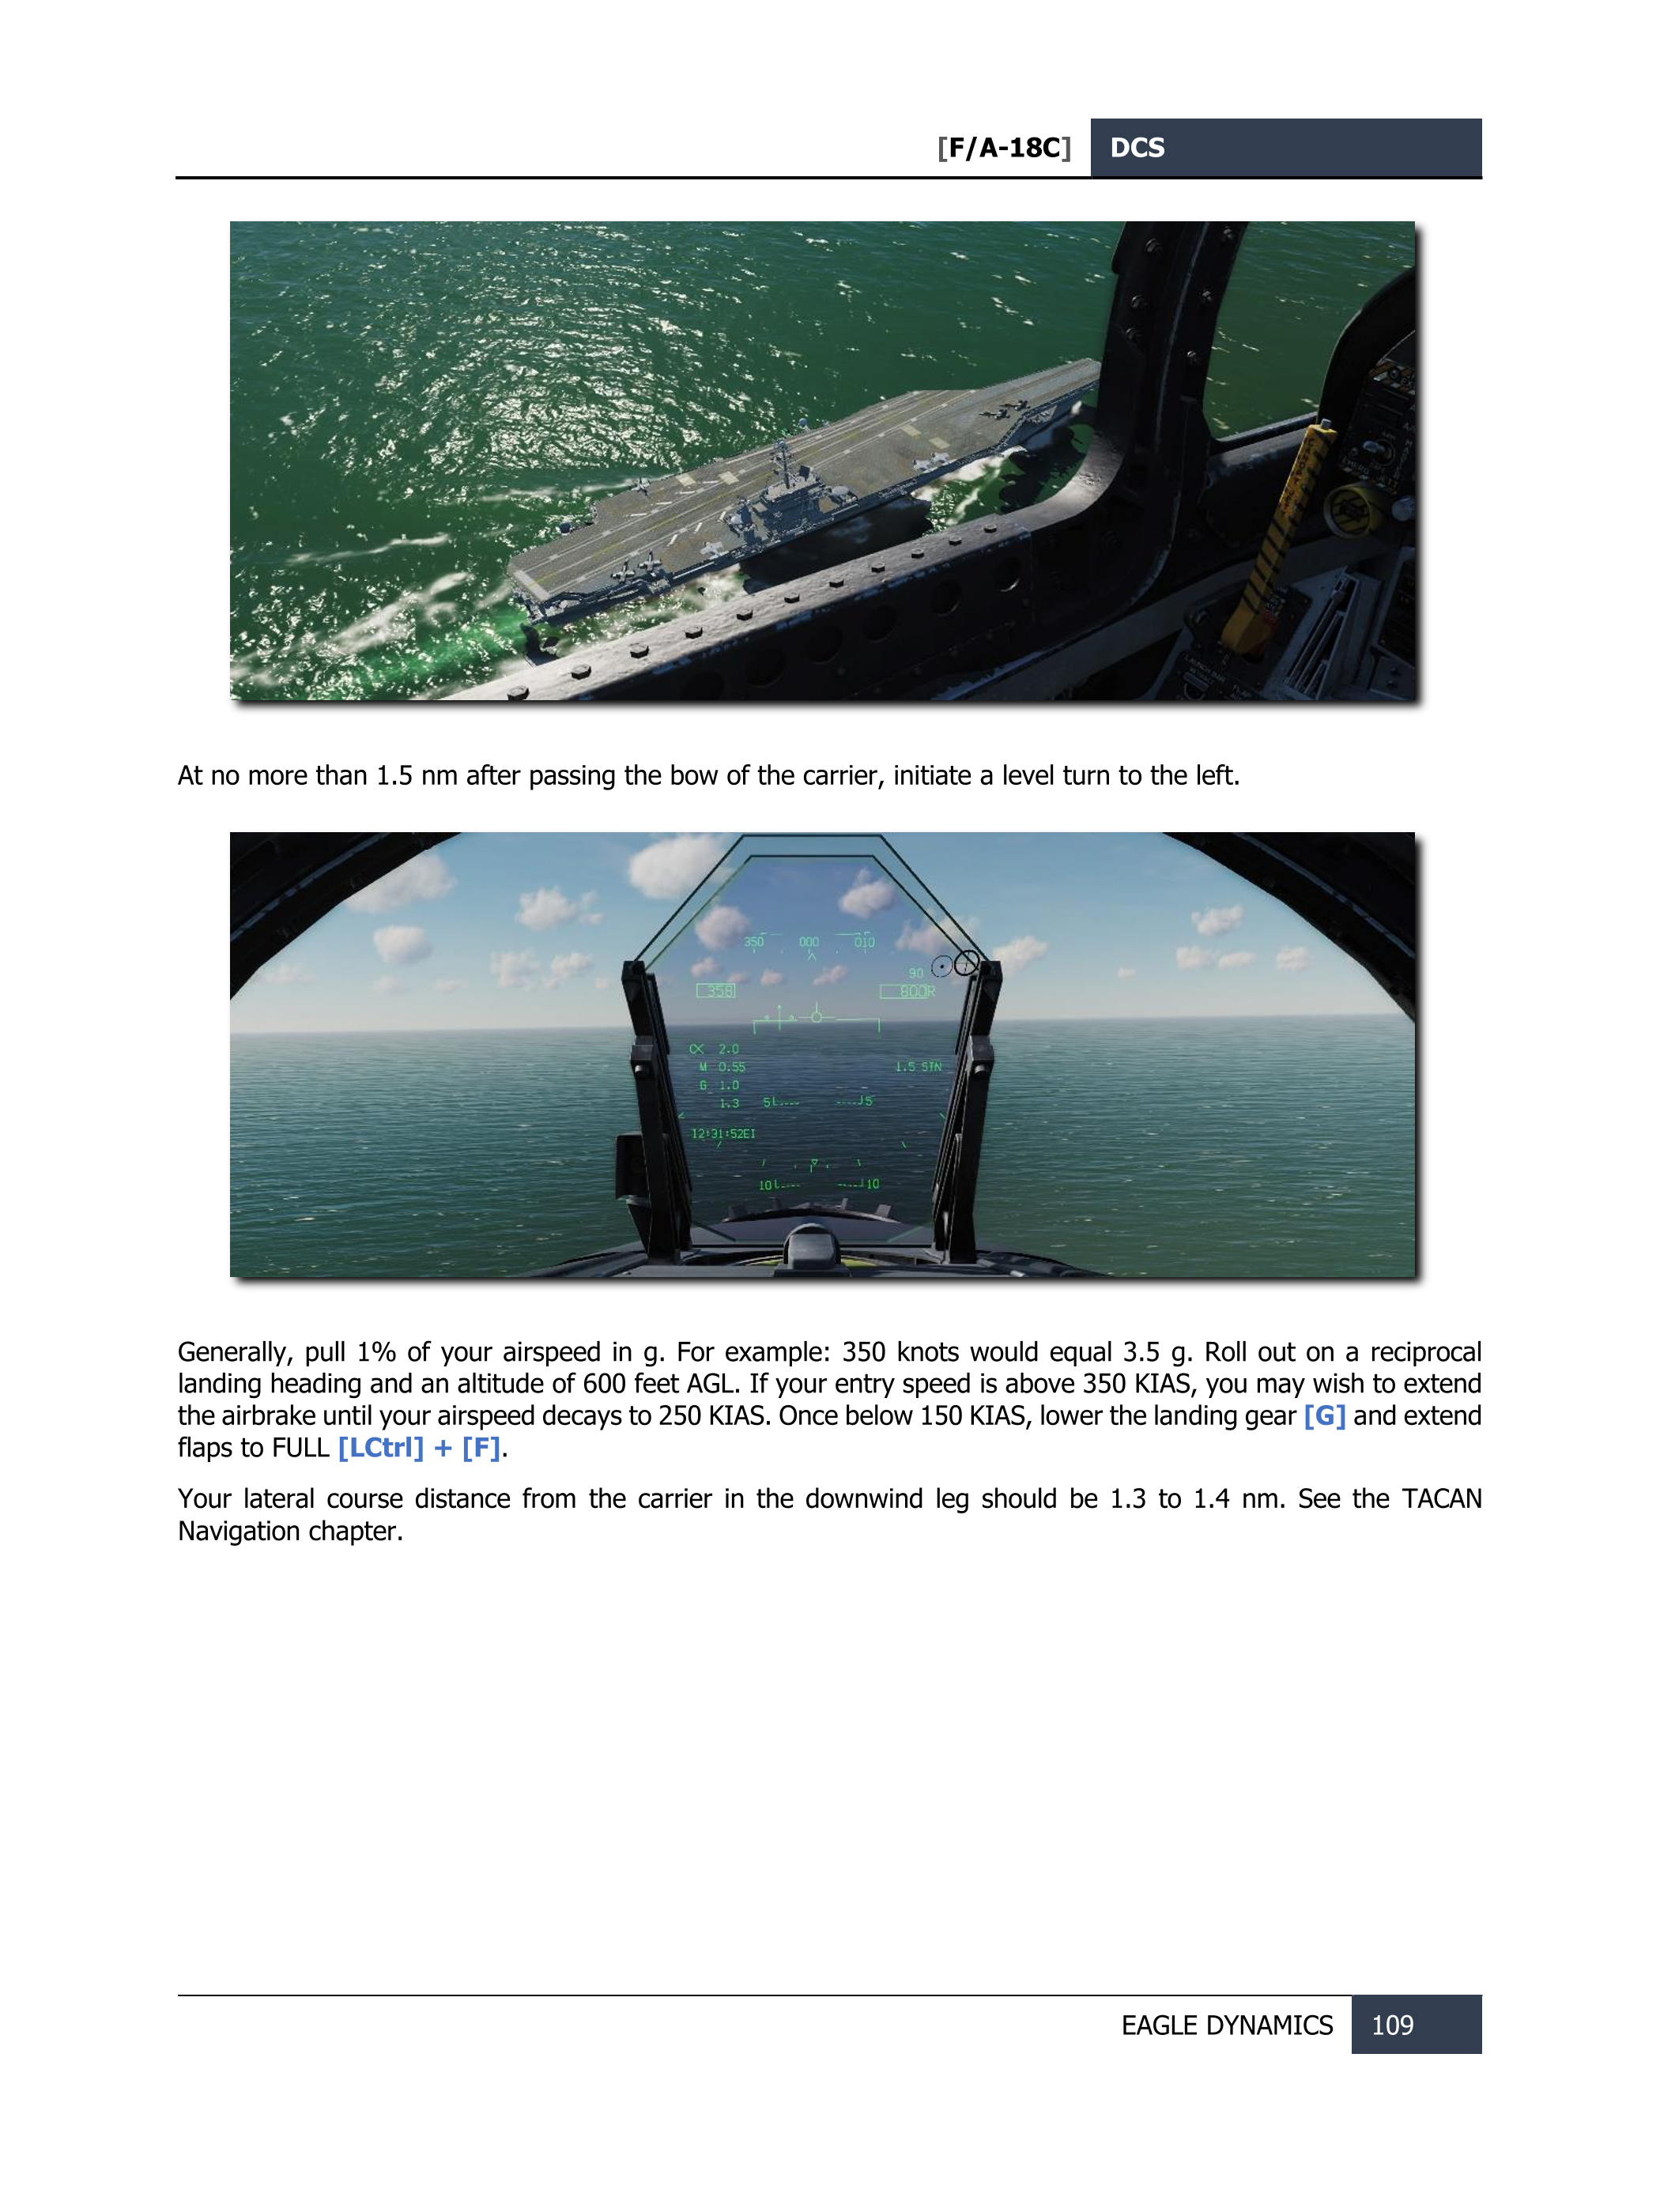 [F/A-18C] DCS
At no more than 1.5 nm after passing the bow of the carrier, initiate a level turn to the left.
350 000 010
90
358 800R
α 2.0
M 0.55 1.5 STN
G 1.0
1.3 5 5
12:31:52ET
10 10
Generally, pull 1% of your airspeed in g. For example: 350 knots would equal 3.5 g. Roll out on a reciprocal
landing heading and an altitude of 600 feet AGL. If your entry speed is above 350 KIAS, you may wish to extend
the airbrake until your airspeed decays to 250 KIAS. Once below 150 KIAS, lower the landing gear [G] and extend
flaps to FULL [LCtrl] + [F].
Your lateral course distance from the carrier in the downwind leg should be 1.3 to 1.4 nm. See the TACAN
Navigation chapter.
EAGLE DYNAMICS 109